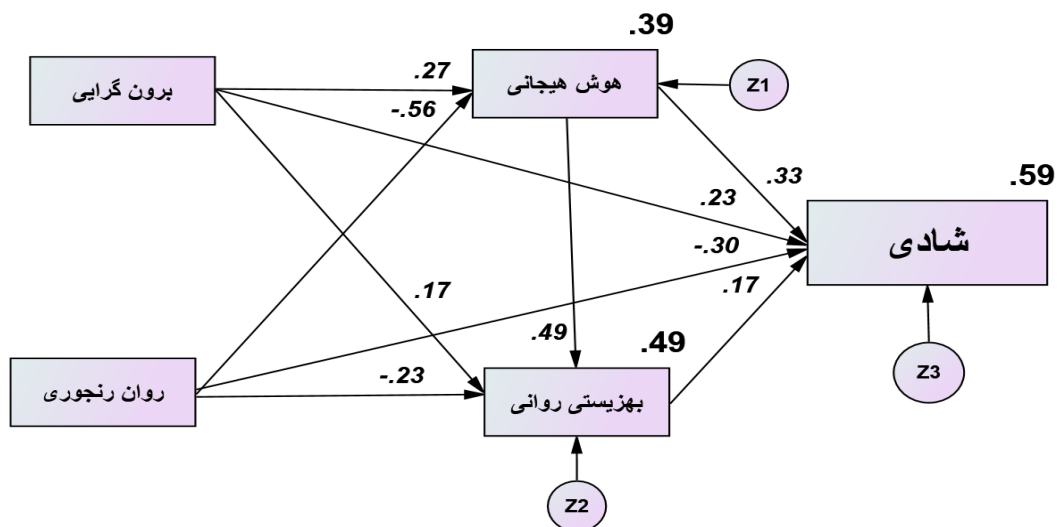 .39
برون گرایی
.27
هوش هیجانی
Z1
-.56
.33
.59
.23
شادی
-.30
.17
.17
.49
.49
Z3
روان رنجوری
-.23
بهزیستی روانی
Z2